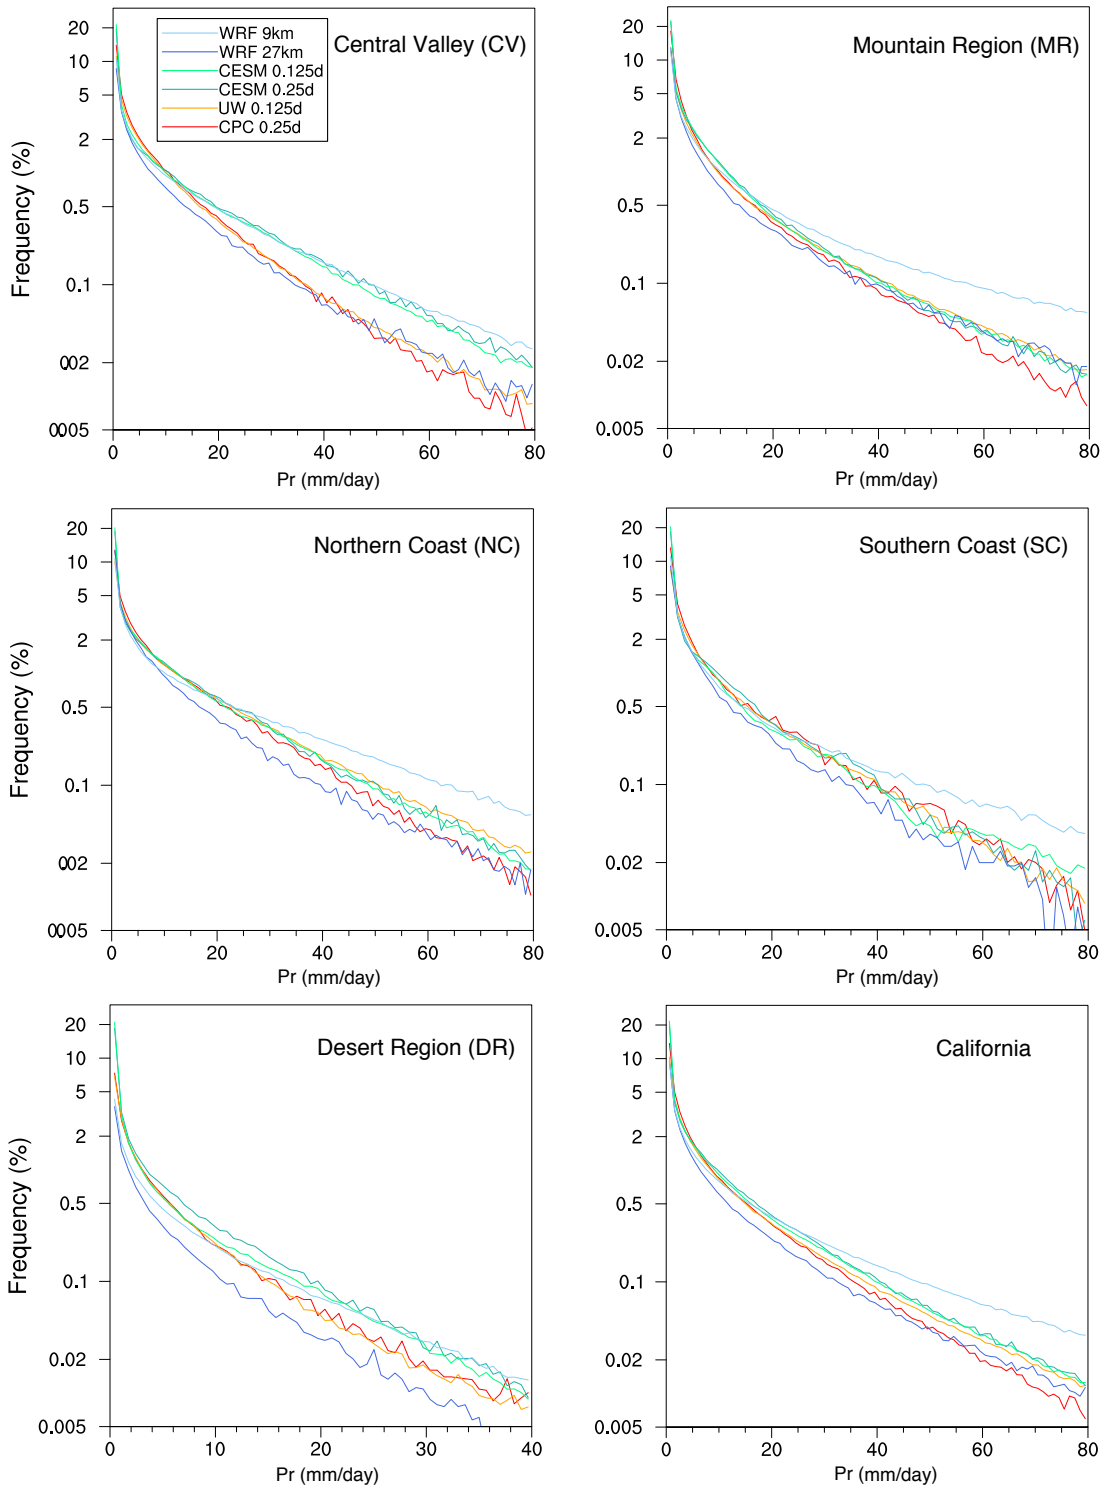 Central Valley (CV)
WRF 9km
WRF 27km
CESM 0.125d
CESM 0.25d
UW 0.125d
CPC 0.25d
Frequency (%)
20
10
5
2
0.5
0.1
002
0.005
0 20 40 60 80
Pr (mm/day)
Mountain Region (MR)
20
10
5
2
0.5
0.1
0.02
0.005
0 20 40 60 80
Pr (mm/day)
Northern Coast (NC)
Frequency (%)
20
10
5
2
0.5
0.1
002
0.005
0 20 40 60 80
Pr (mm/day)
Southern Coast (SC)
20
10
5
2
0.5
0.1
0.02
0.005
0 20 40 60 80
Pr (mm/day)
Desert Region (DR)
Frequency (%)
20
10
5
2
0.5
0.1
0.02
0.005
0 10 20 30 40
Pr (mm/day)
California
20
10
5
2
0.5
0.1
0.02
0.005
0 20 40 60 80
Pr (mm/day)